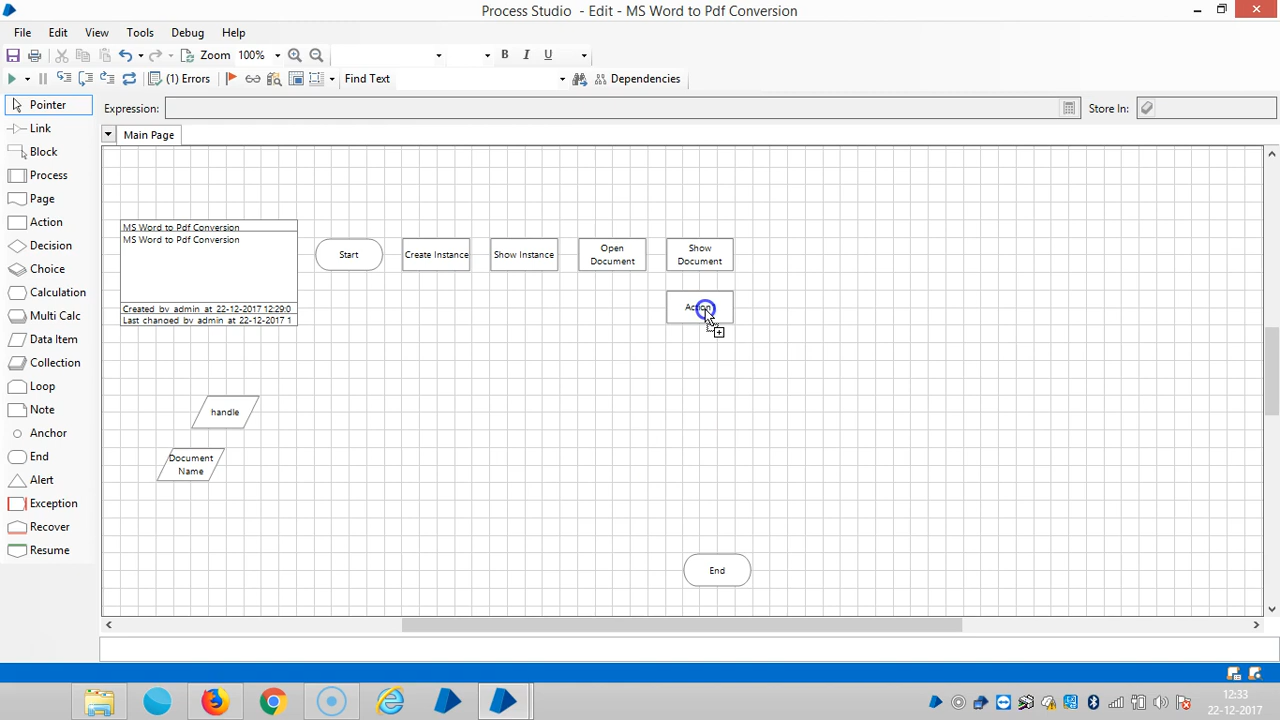 Process Studio - Edit - MS Word to Pdf Conversion
File Edit View Tools Debug Help
Zoom 100% B I U
(1) Errors Find Text Dependencies
Pointer
Link
Block
Process
Page
Action
Decision
Choice
Calculation
Multi Calc
Data Item
Collection
Loop
Note
Anchor
End
Alert
Exception
Recover
Resume
Expression: Store In:
Main Page
MS Word to Pdf Conversion
MS Word to Pdf Conversion
Created by admin at 22-12-2017 12:29:0
Last changed by admin at 22-12-2017 1
Start
Create Instance
Show Instance
Open
Document
Show
Document
Action
handle
Document
Name
End
12:33
22-12-2017